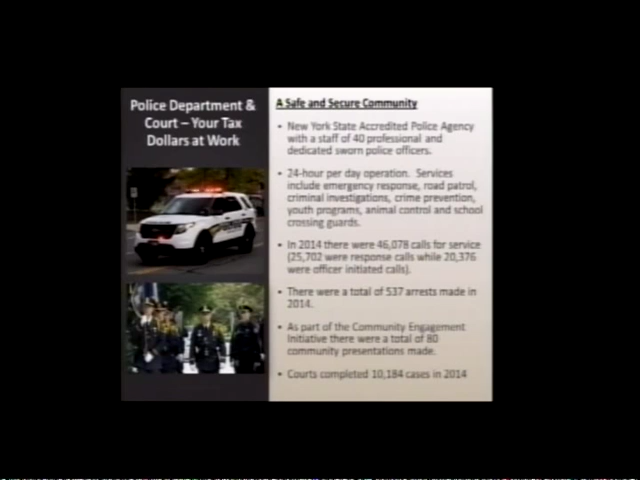 Police Department &
Court – Your Tax
Dollars at Work
A Safe and Secure Community
• New York State Accredited Police Agency
with a staff of 40 professional and
dedicated sworn police officers.
• 24-hour per day operation. Services
include emergency response, road patrol,
criminal investigations, crime prevention,
youth programs, animal control and school
crossing guards.
• In 2014 there were 46,078 calls for service
(25,702 were response calls while 20,376
were officer initiated calls).
• There were a total of 537 arrests made in
2014.
• As part of the Community Engagement
Initiative there were a total of 80
community presentations made.
• Courts completed 10,184 cases in 2014